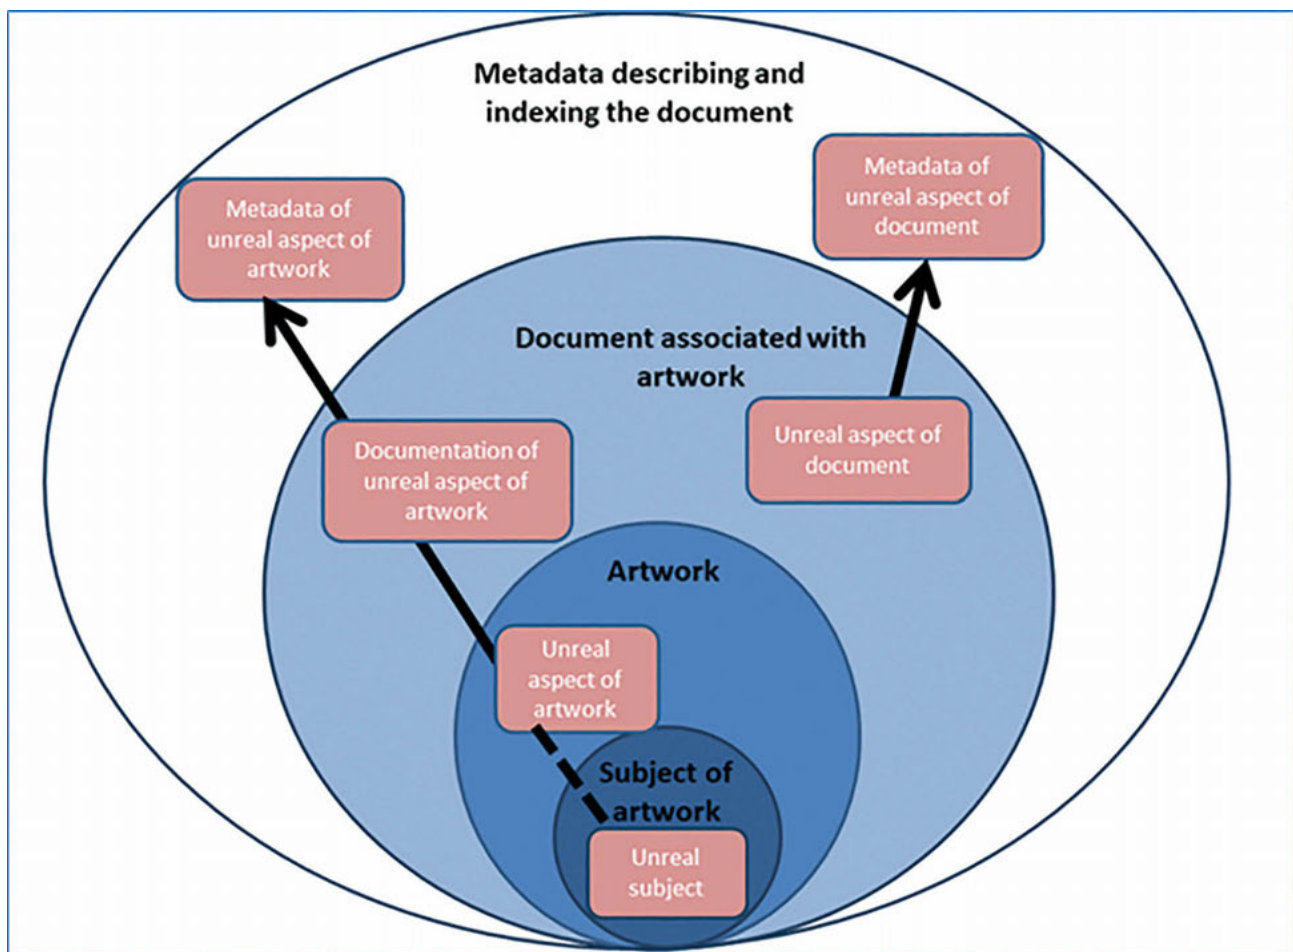 Metadata describing and
indexing the document
Metadata of
unreal aspect of
document
Metadata of
unreal aspect of
artwork
Document associated with
artwork
Unreal aspect of
document
Documentation of
unreal aspect of
artwork
Artwork
Unreal
aspect of
artwork
Subject of
artwork
Unreal
subject